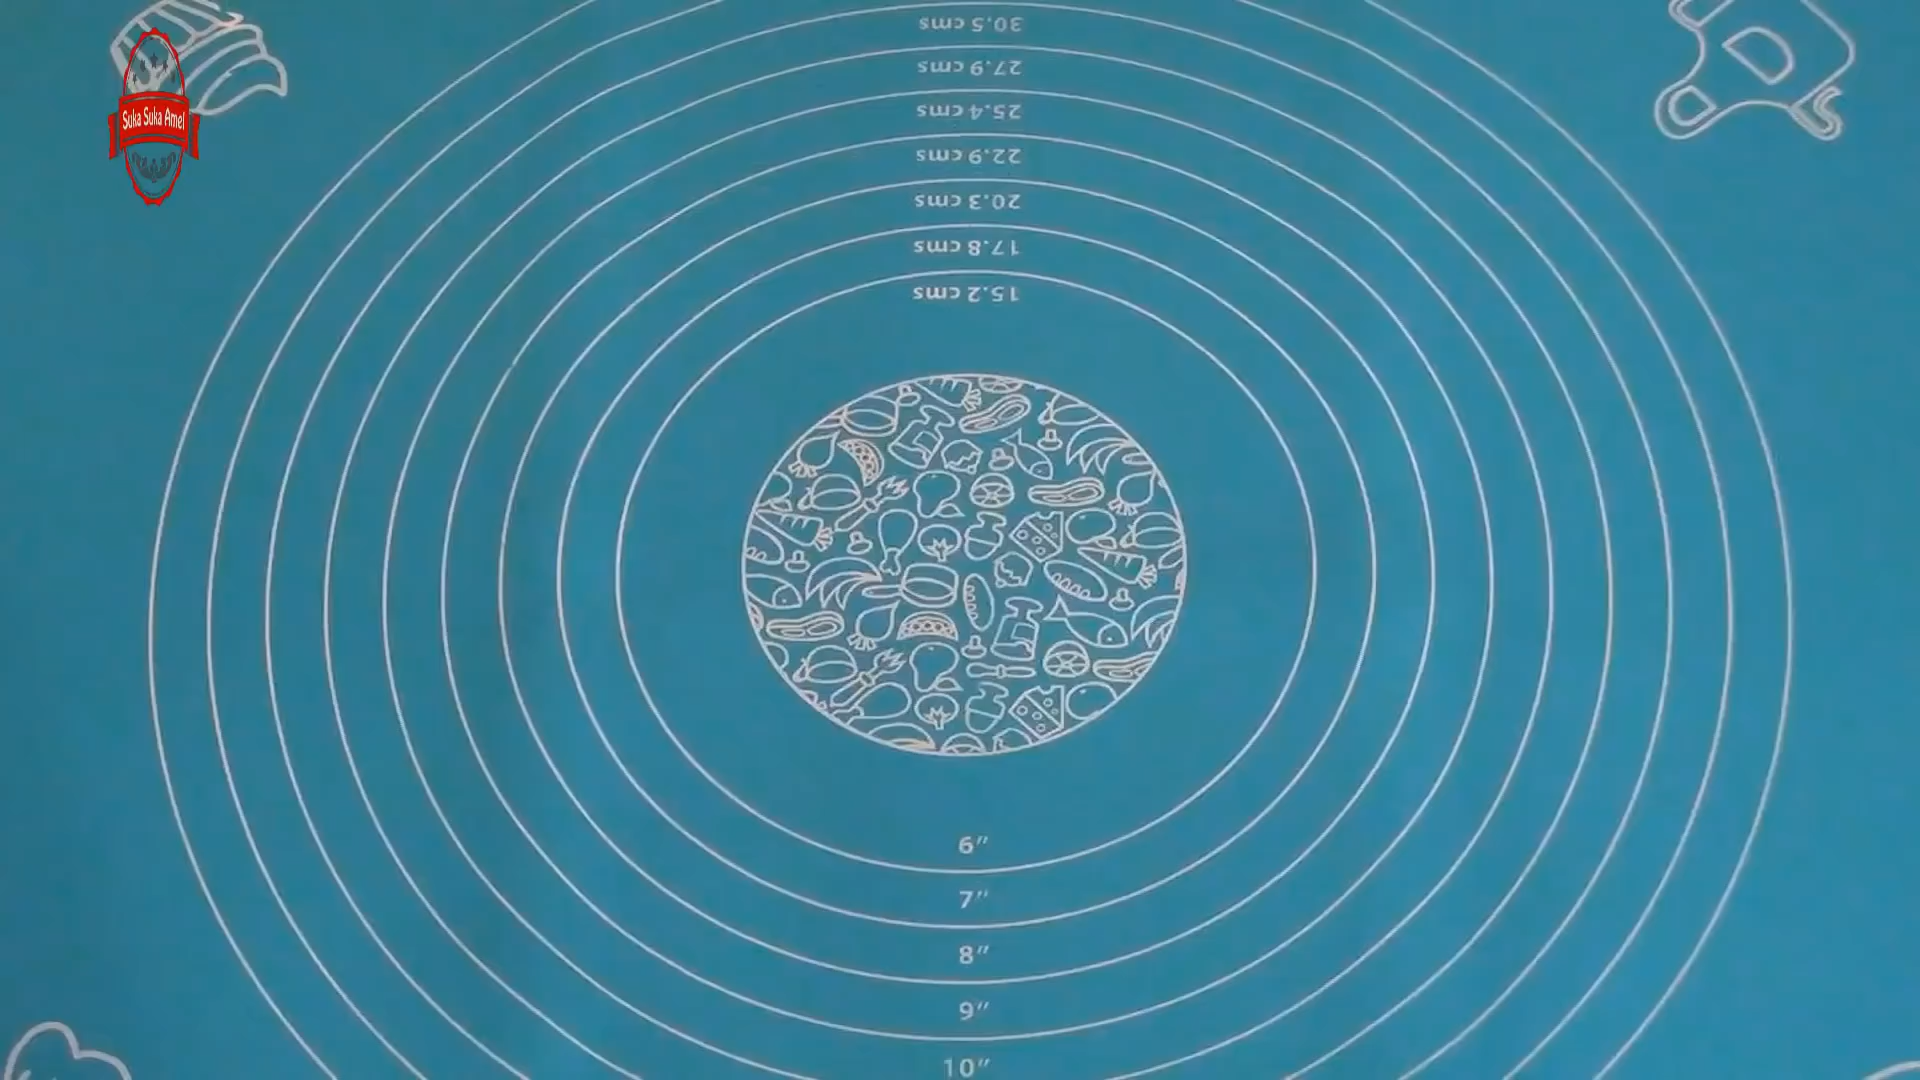 30.5 cms
27.9 cms
25.4 cms
22.9 cms
20.3 cms
17.8 cms
15.2 cms
Suka Suka Amel
6"
7"
8"
9"
10"